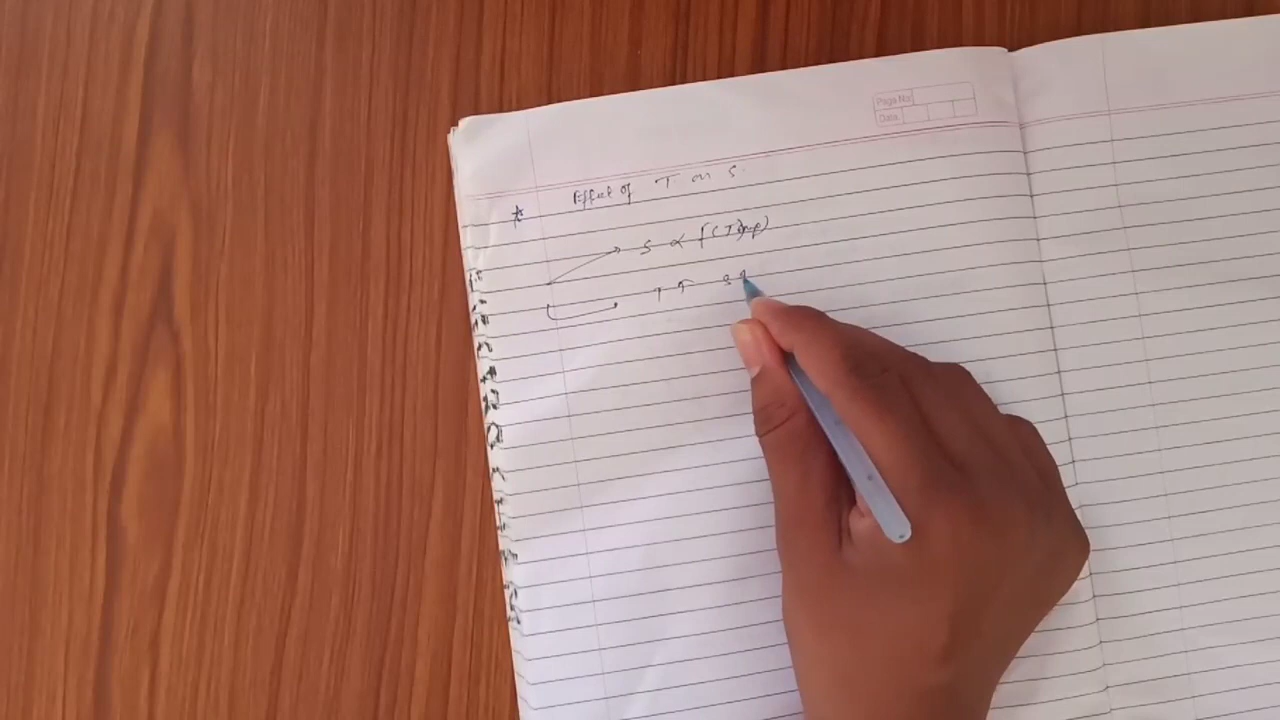 Page No:
Date:
* Effect of T on S.
S ∝ f(Temp)
T ↑ S ↑